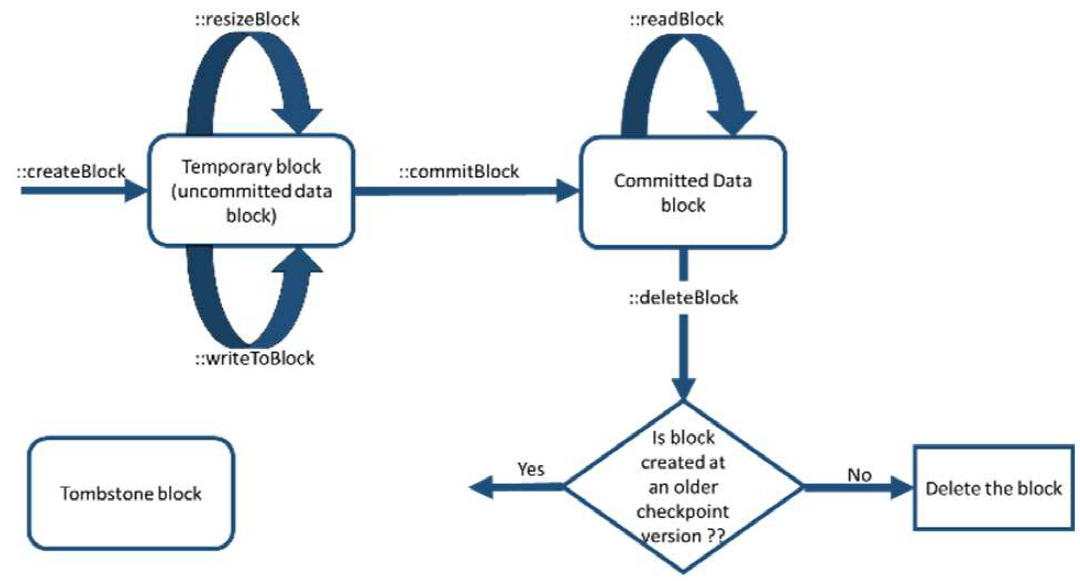 ::resizeBlock
::readBlock
::createBlock
Temporary block
(uncommitted data
block)
::commitBlock
Committed Data
block
::deleteBlock
::writeToBlock
Is block
created at
an older
checkpoint
version ??
Yes
No
Tombstone block
Delete the block